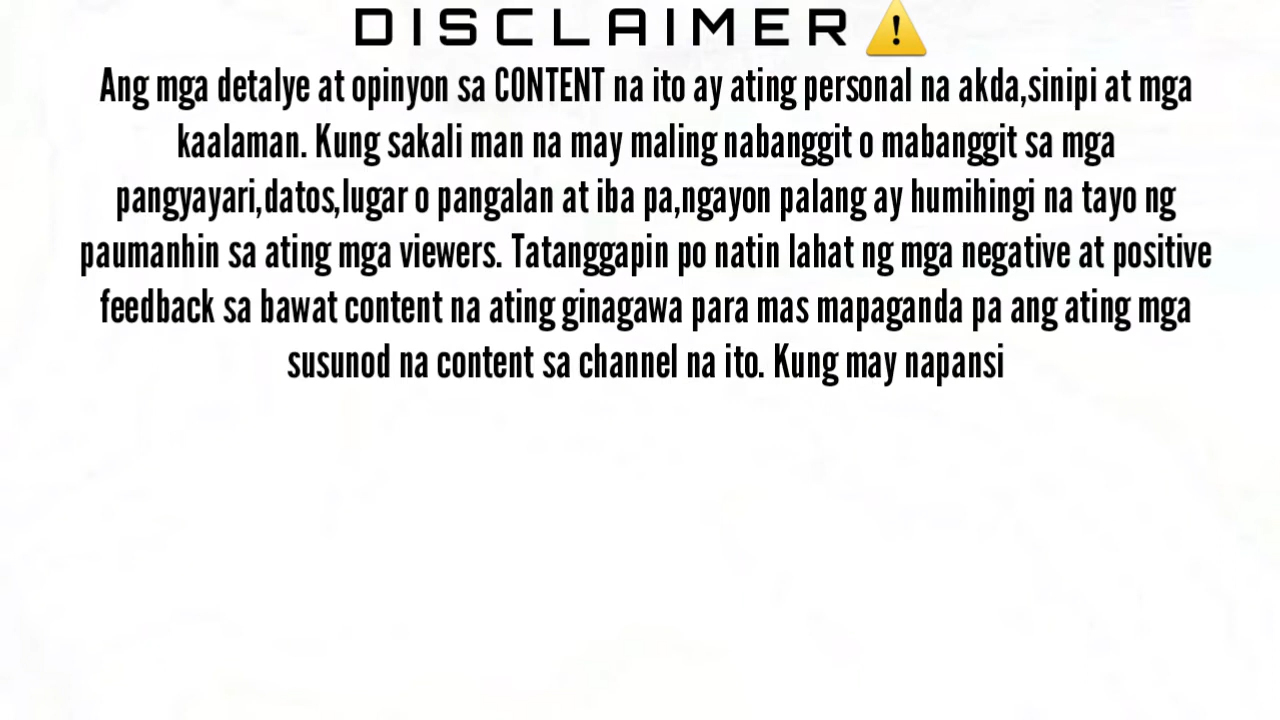 DISCLAIMER⚠️
Ang mga detalye at opinyon sa CONTENT na ito ay ating personal na akda,sinipi at mga
kaalaman. Kung sakali man na may maling nabanggit o mabanggit sa mga
pangyayari,datos,lugar o pangalan at iba pa,ngayon palang ay humihingi na tayo ng
paumanhin sa ating mga viewers. Tatanggapin po natin lahat ng mga negative at positive
feedback sa bawat content na ating ginagawa para mas mapaganda pa ang ating mga
susunod na content sa channel na ito. Kung may napansi